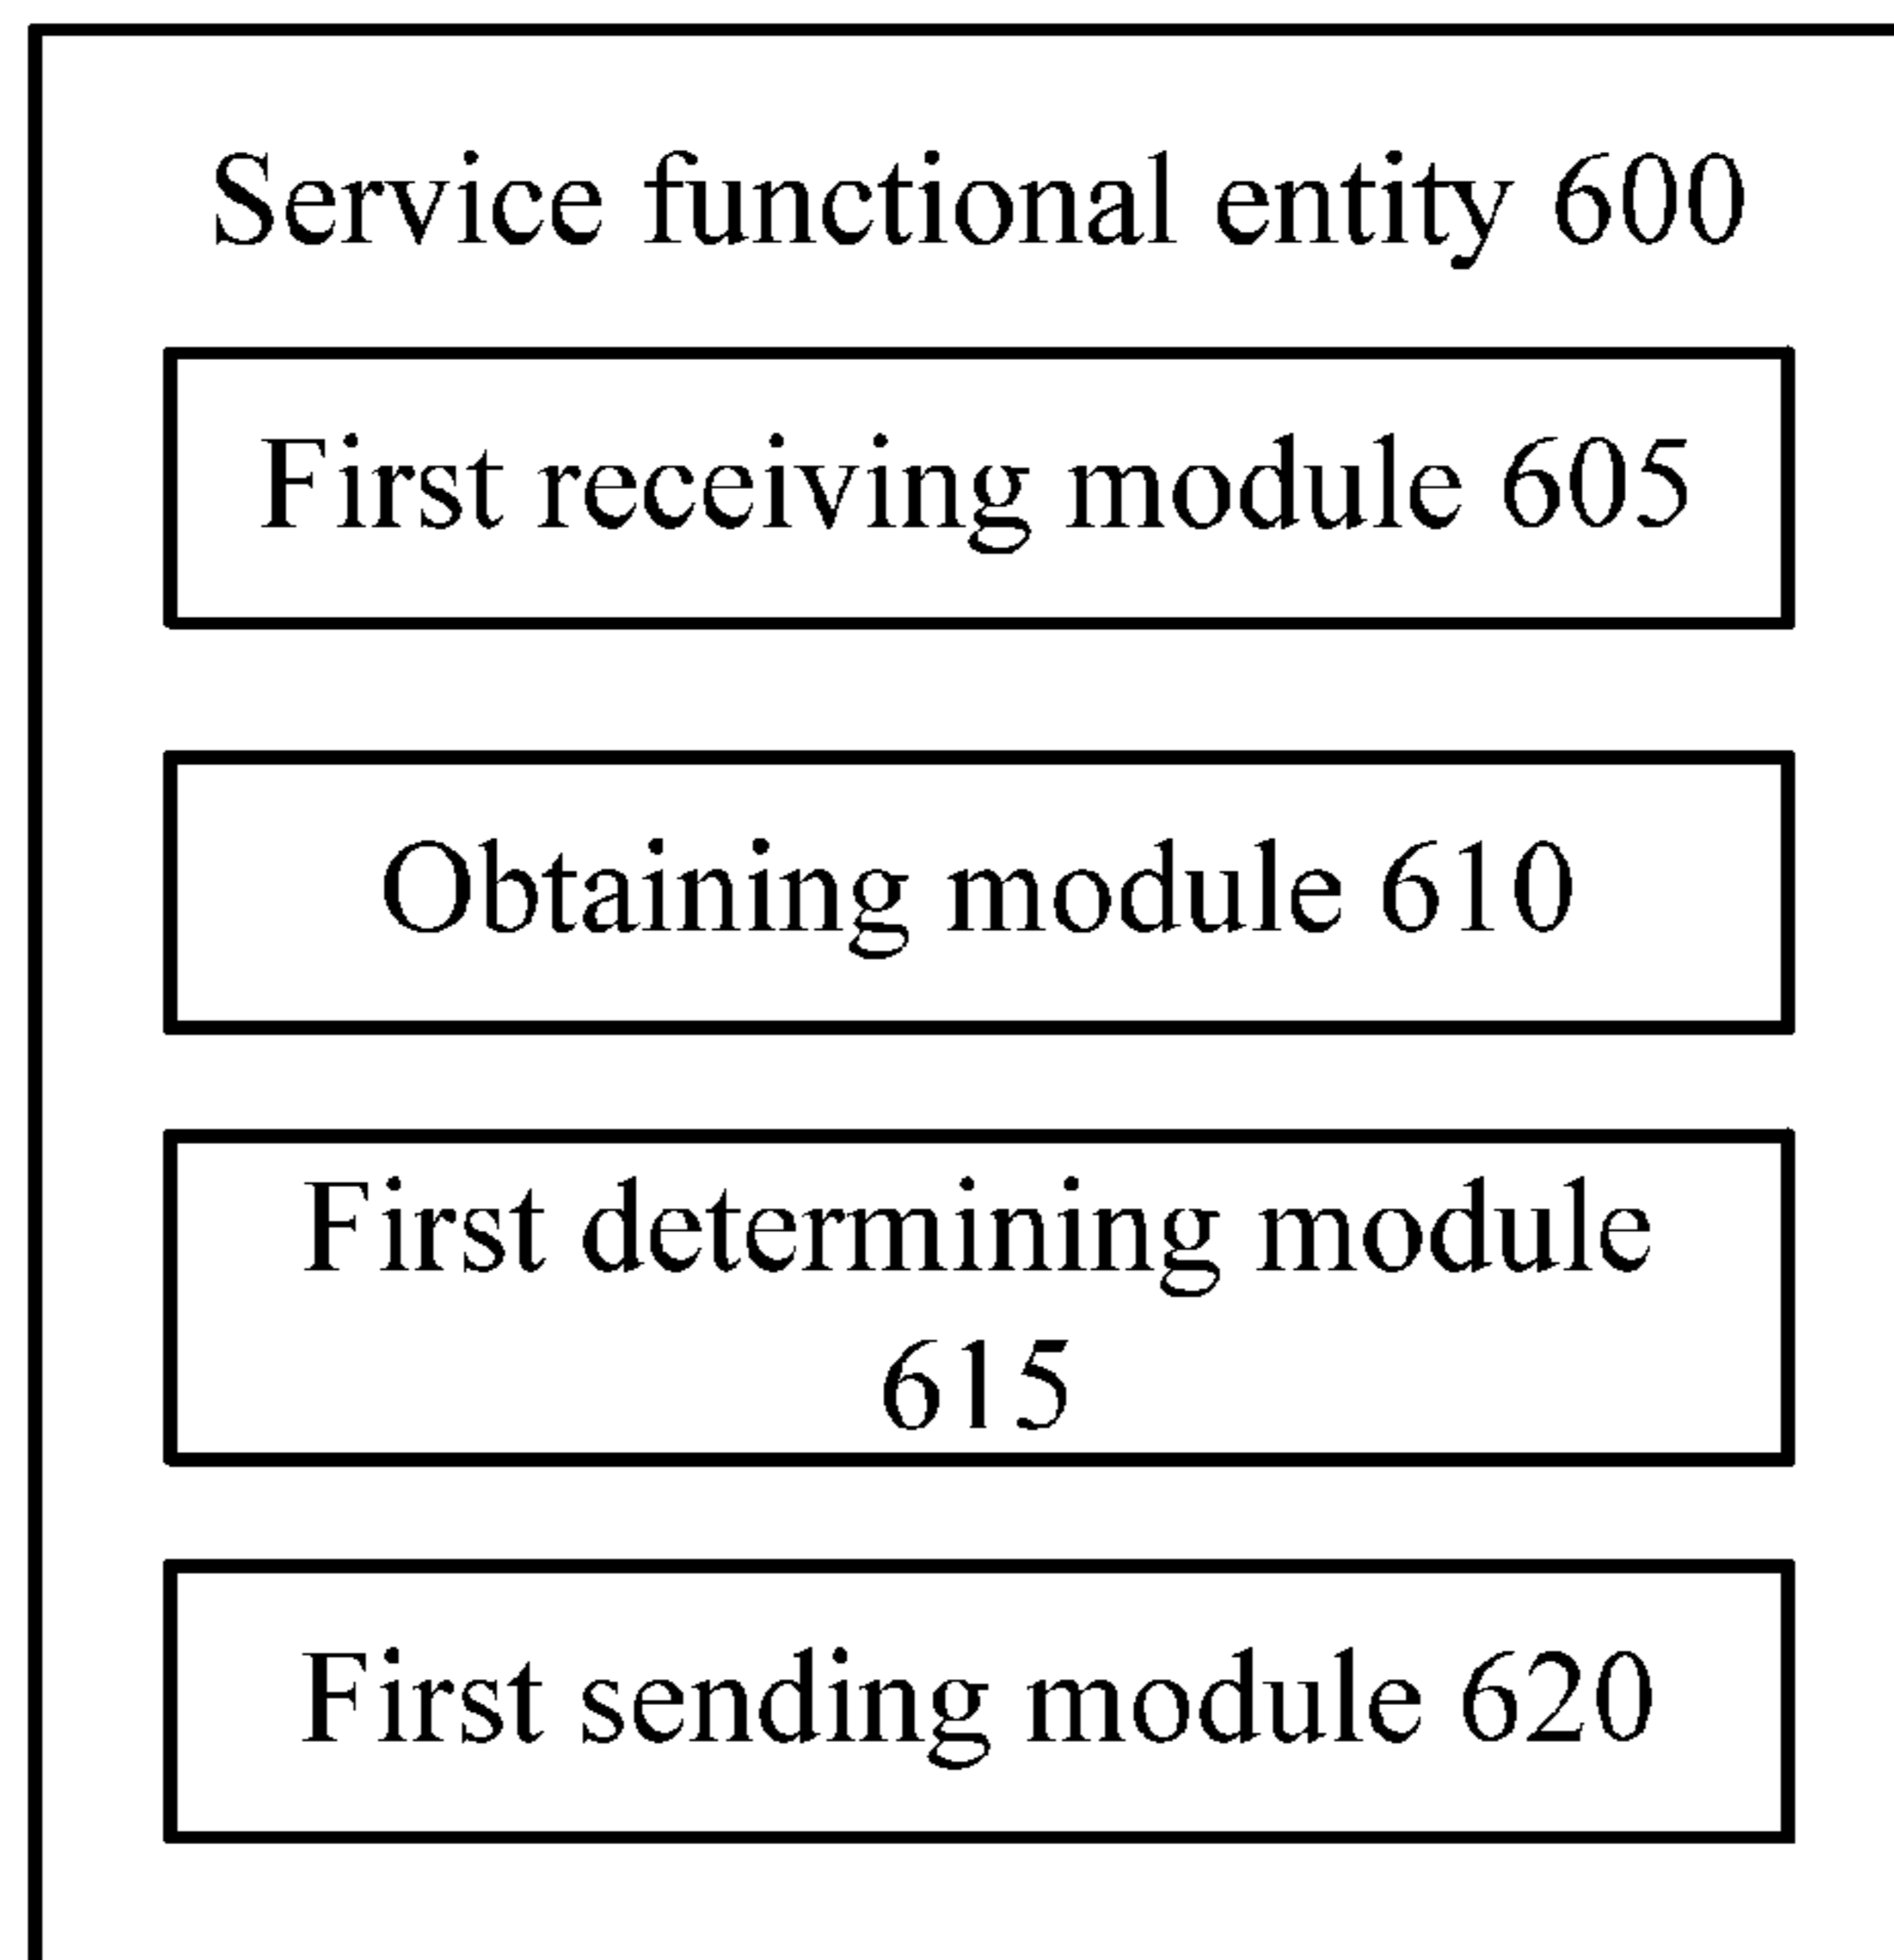 Service functional entity 600
First receiving module 605
Obtaining module 610
First determining module
615
First sending module 620